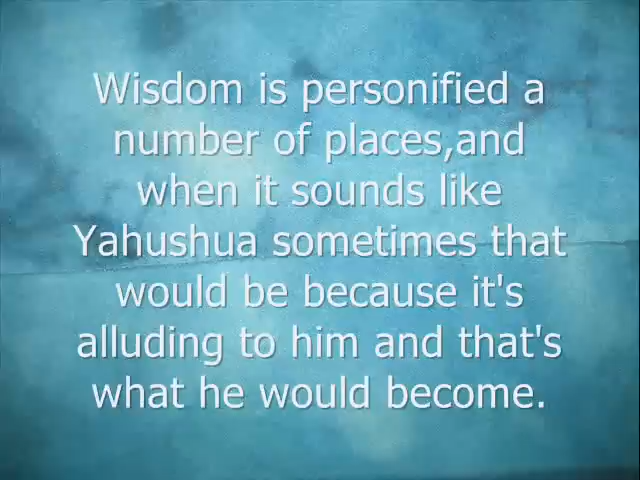 Wisdom is personified a
number of places,and
when it sounds like
Yahushua sometimes that
would be because it's
alluding to him and that's
what he would become.